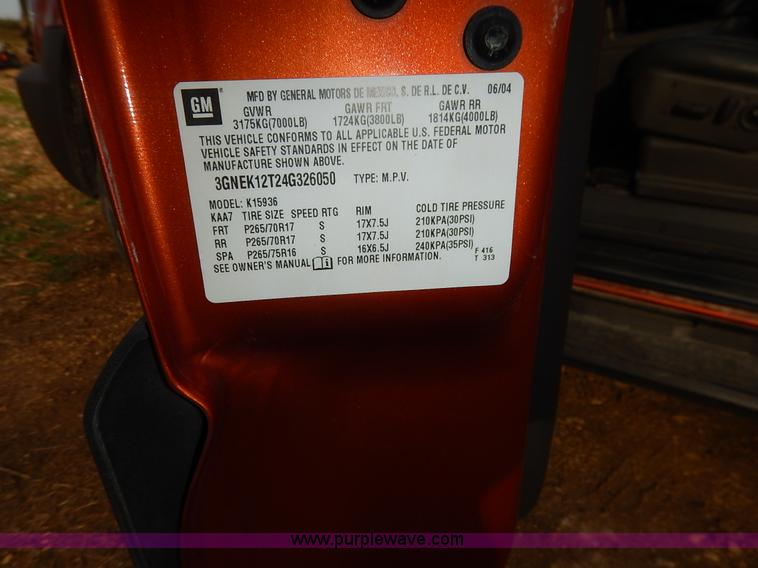 GM
MFD BY GENERAL MOTORS DE MEXICO, S. DE R.L. DE C.V. 06/04
GVWR GAWR FRT GAWR RR
3175KG(7000LB) 1724KG(3800LB) 1814KG(4000LB)
THIS VEHICLE CONFORMS TO ALL APPLICABLE U.S. FEDERAL MOTOR
VEHICLE SAFETY STANDARDS IN EFFECT ON THE DATE OF
MANUFACTURE SHOWN ABOVE.
3GNEK12T24G326050 TYPE: M.P.V.
MODEL: K15936
KAA7 TIRE SIZE SPEED RTG RIM COLD TIRE PRESSURE
FRT P265/70R17 S 17X7.5J 210KPA(30PSI)
RR P265/70R17 S 17X7.5J 210KPA(30PSI)
SPA P265/75R16 S 16X6.5J 240KPA(35PSI) F 416
SEE OWNER'S MANUAL FOR MORE INFORMATION. T 313
www.purplewave.com